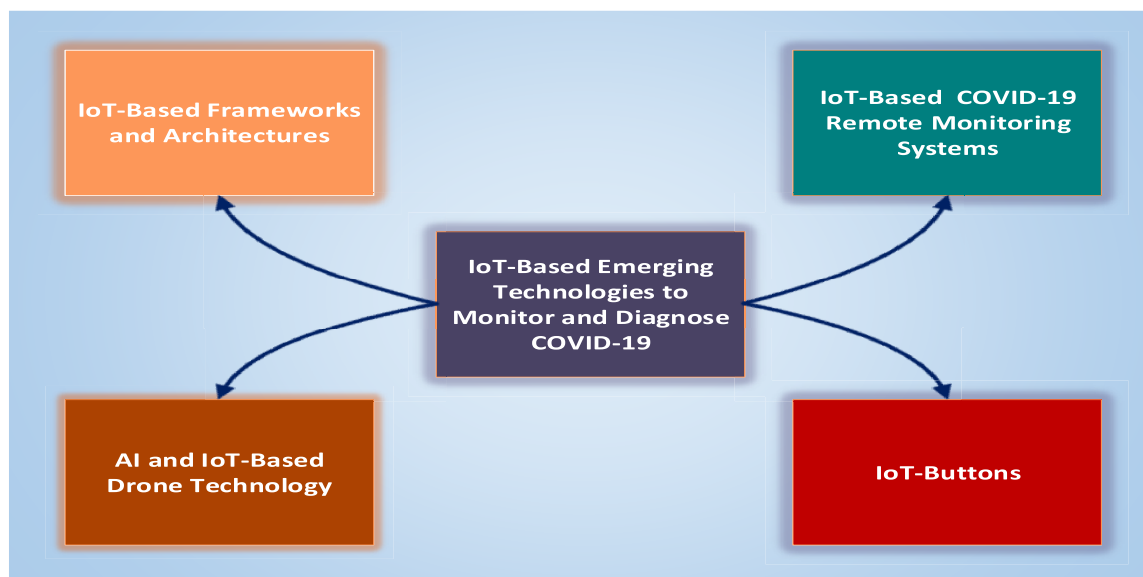 IoT-Based Frameworks
and Architectures
IoT-Based COVID-19
Remote Monitoring
Systems
IoT-Based Emerging
Technologies to
Monitor and Diagnose
COVID-19
AI and IoT-Based
Drone Technology
IoT-Buttons